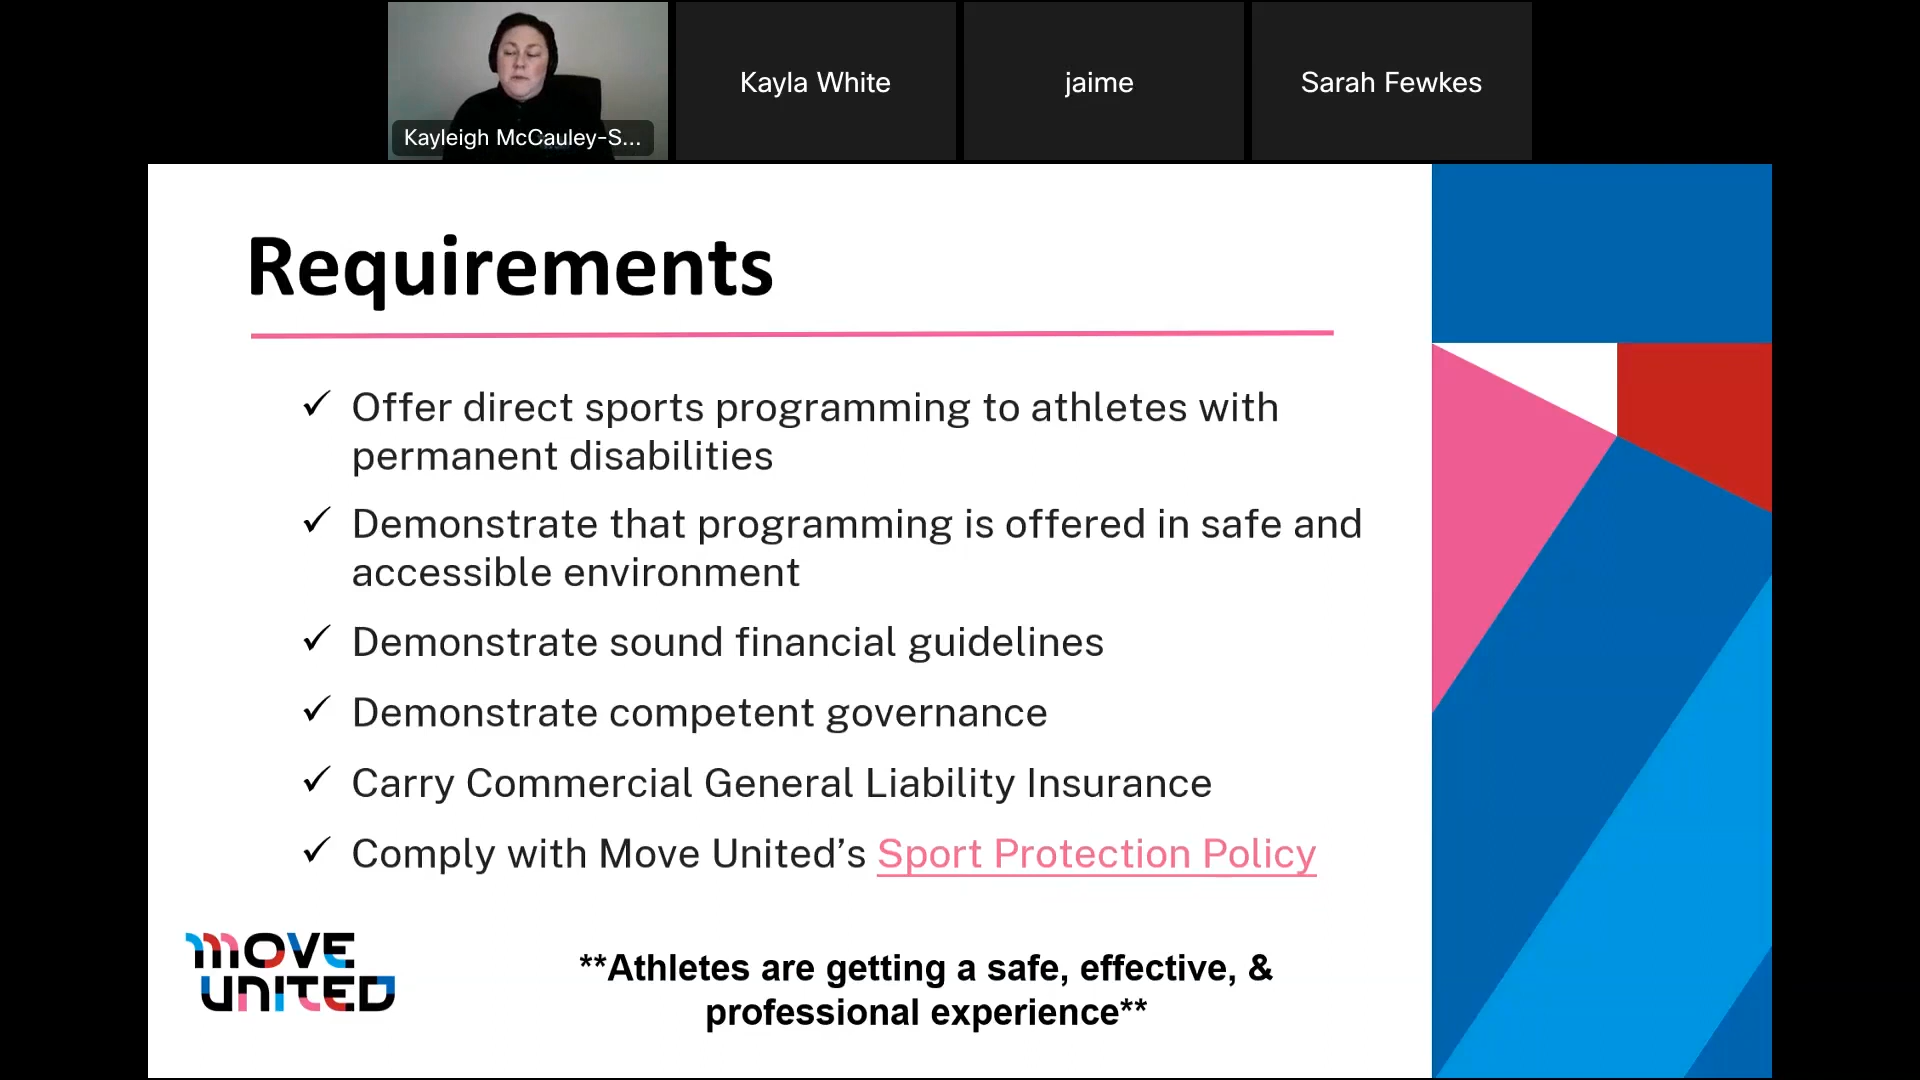 Kayleigh McCauley-S...
Kayla White
jaime
Sarah Fewkes
Requirements
✓ Offer direct sports programming to athletes with
permanent disabilities
✓ Demonstrate that programming is offered in safe and
accessible environment
✓ Demonstrate sound financial guidelines
✓ Demonstrate competent governance
✓ Carry Commercial General Liability Insurance
✓ Comply with Move United’s Sport Protection Policy
MOVE
UNITED
**Athletes are getting a safe, effective, &
professional experience**